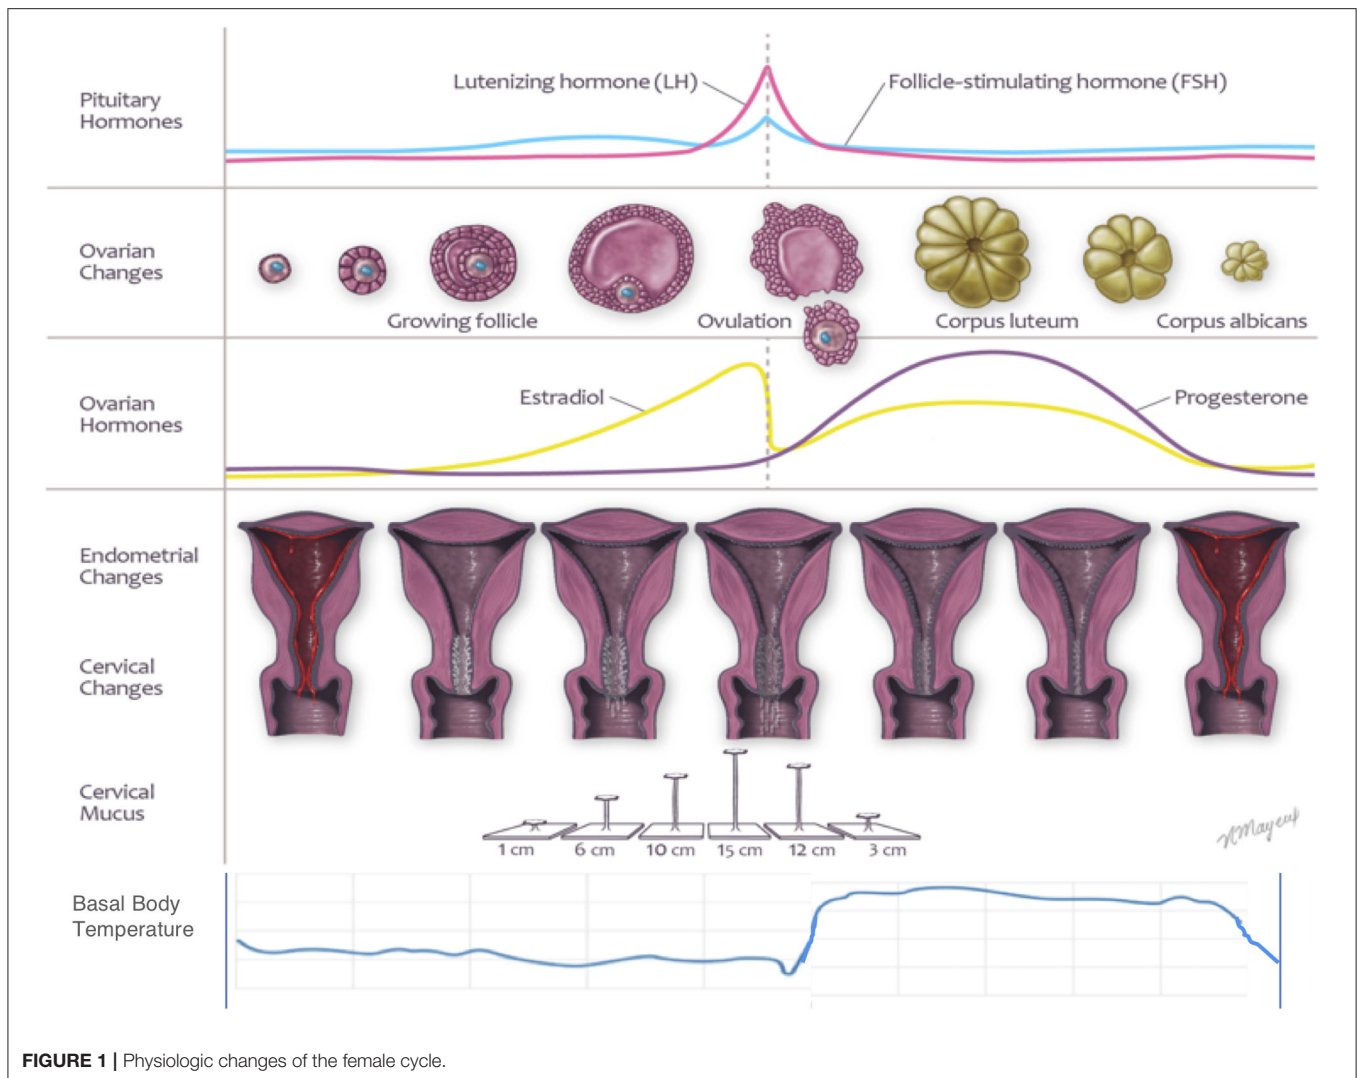 Pituitary
Hormones
Lutenizing hormone (LH)
Follicle-stimulating hormone (FSH)
Ovarian
Changes
Growing follicle
Ovulation
Corpus luteum
Corpus albicans
Ovarian
Hormones
Estradiol
Progesterone
Endometrial
Changes
Cervical
Changes
Cervical
Mucus
1 cm
6 cm
10 cm
15 cm
12 cm
3 cm
NMayeux
Basal Body
Temperature
FIGURE 1 | Physiologic changes of the female cycle.